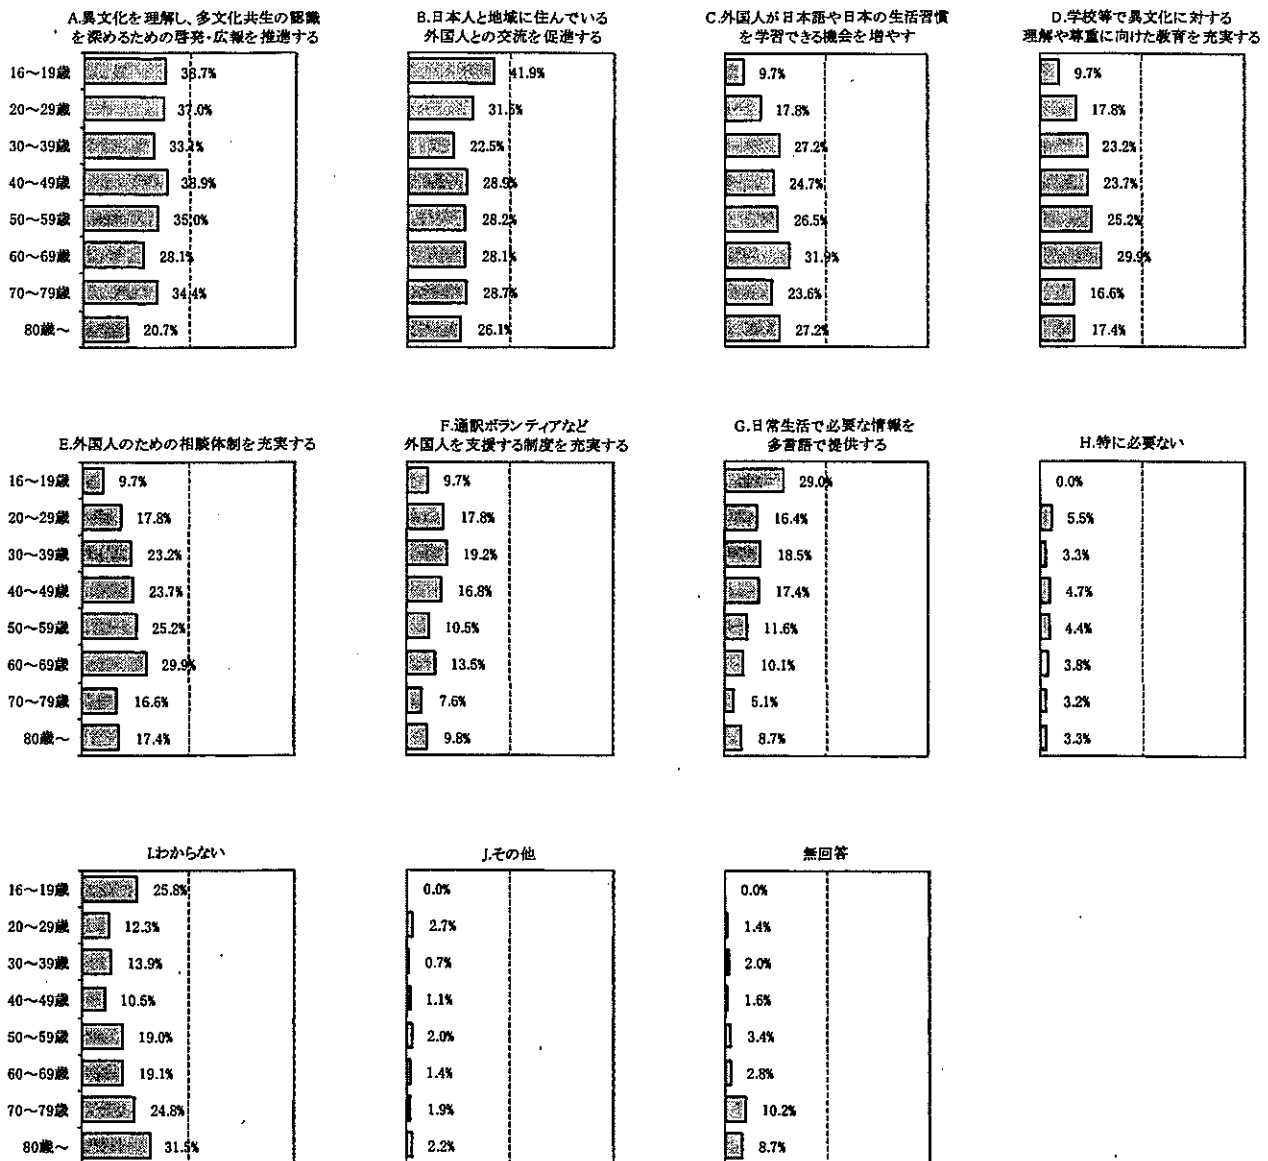 A.異文化を理解し、多文化共生の認識
を深めるための啓発・広報を推進する
16～19歳 38.7%
20～29歳 37.0%
30～39歳 33.1%
40～49歳 38.9%
50～59歳 35.0%
60～69歳 28.1%
70～79歳 34.4%
80歳～ 20.7%
B.日本人と地域に住んでいる
外国人との交流を促進する
41.9%
31.5%
22.5%
28.9%
28.2%
28.1%
28.7%
26.1%
C.外国人が日本語や日本の生活習慣
を学習できる機会を増やす
9.7%
17.8%
27.2%
24.7%
26.5%
31.9%
23.6%
27.2%
D.学校等で異文化に対する
理解や尊重に向けた教育を充実する
9.7%
17.8%
23.2%
23.7%
25.2%
29.9%
16.6%
17.4%
E.外国人のための相談体制を充実する
16～19歳 9.7%
20～29歳 17.8%
30～39歳 23.2%
40～49歳 23.7%
50～59歳 25.2%
60～69歳 29.9%
70～79歳 16.6%
80歳～ 17.4%
F.通訳ボランティアなど
外国人を支援する制度を充実する
9.7%
17.8%
19.2%
16.8%
10.5%
13.5%
7.6%
9.8%
G.日常生活で必要な情報を
多言語で提供する
29.0%
16.4%
18.5%
17.4%
11.6%
10.1%
5.1%
8.7%
H.特に必要ない
0.0%
5.5%
3.3%
4.7%
4.4%
3.8%
3.2%
3.3%
I.わからない
16～19歳 25.8%
20～29歳 12.3%
30～39歳 13.9%
40～49歳 10.5%
50～59歳 19.0%
60～69歳 19.1%
70～79歳 24.8%
80歳～ 31.5%
J.その他
0.0%
2.7%
0.7%
1.1%
2.0%
1.4%
1.9%
2.2%
無回答
0.0%
1.4%
2.0%
1.6%
3.4%
2.8%
10.2%
8.7%